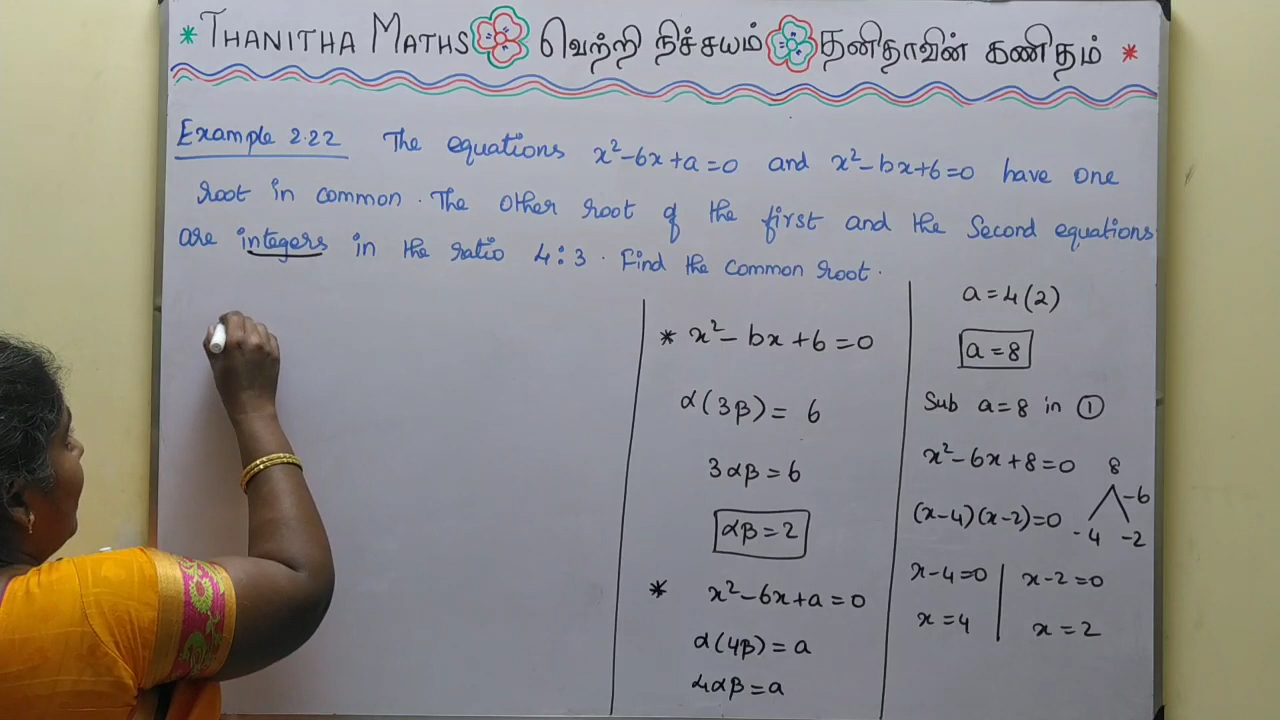 * THANITHA MATHS வெற்றி நிச்சயம் தனிதாவின் கணிதம் *
Example 2.22 The equations x²-6x+a=0 and x²-bx+6=0 have one
root in common. The other root of the first and the Second equations
are integers in the ratio 4:3. Find the common root.
* x²-bx+6=0
α(3β)= 6
3αβ=6
αβ=2
* x²-6x+a=0
α(4β)=a
4αβ=a
a=4(2)
a=8
Sub a=8 in ①
x²-6x+8=0
8
-6
-4 -2
(x-4)(x-2)=0
x-4=0 | x-2=0
x=4 | x=2